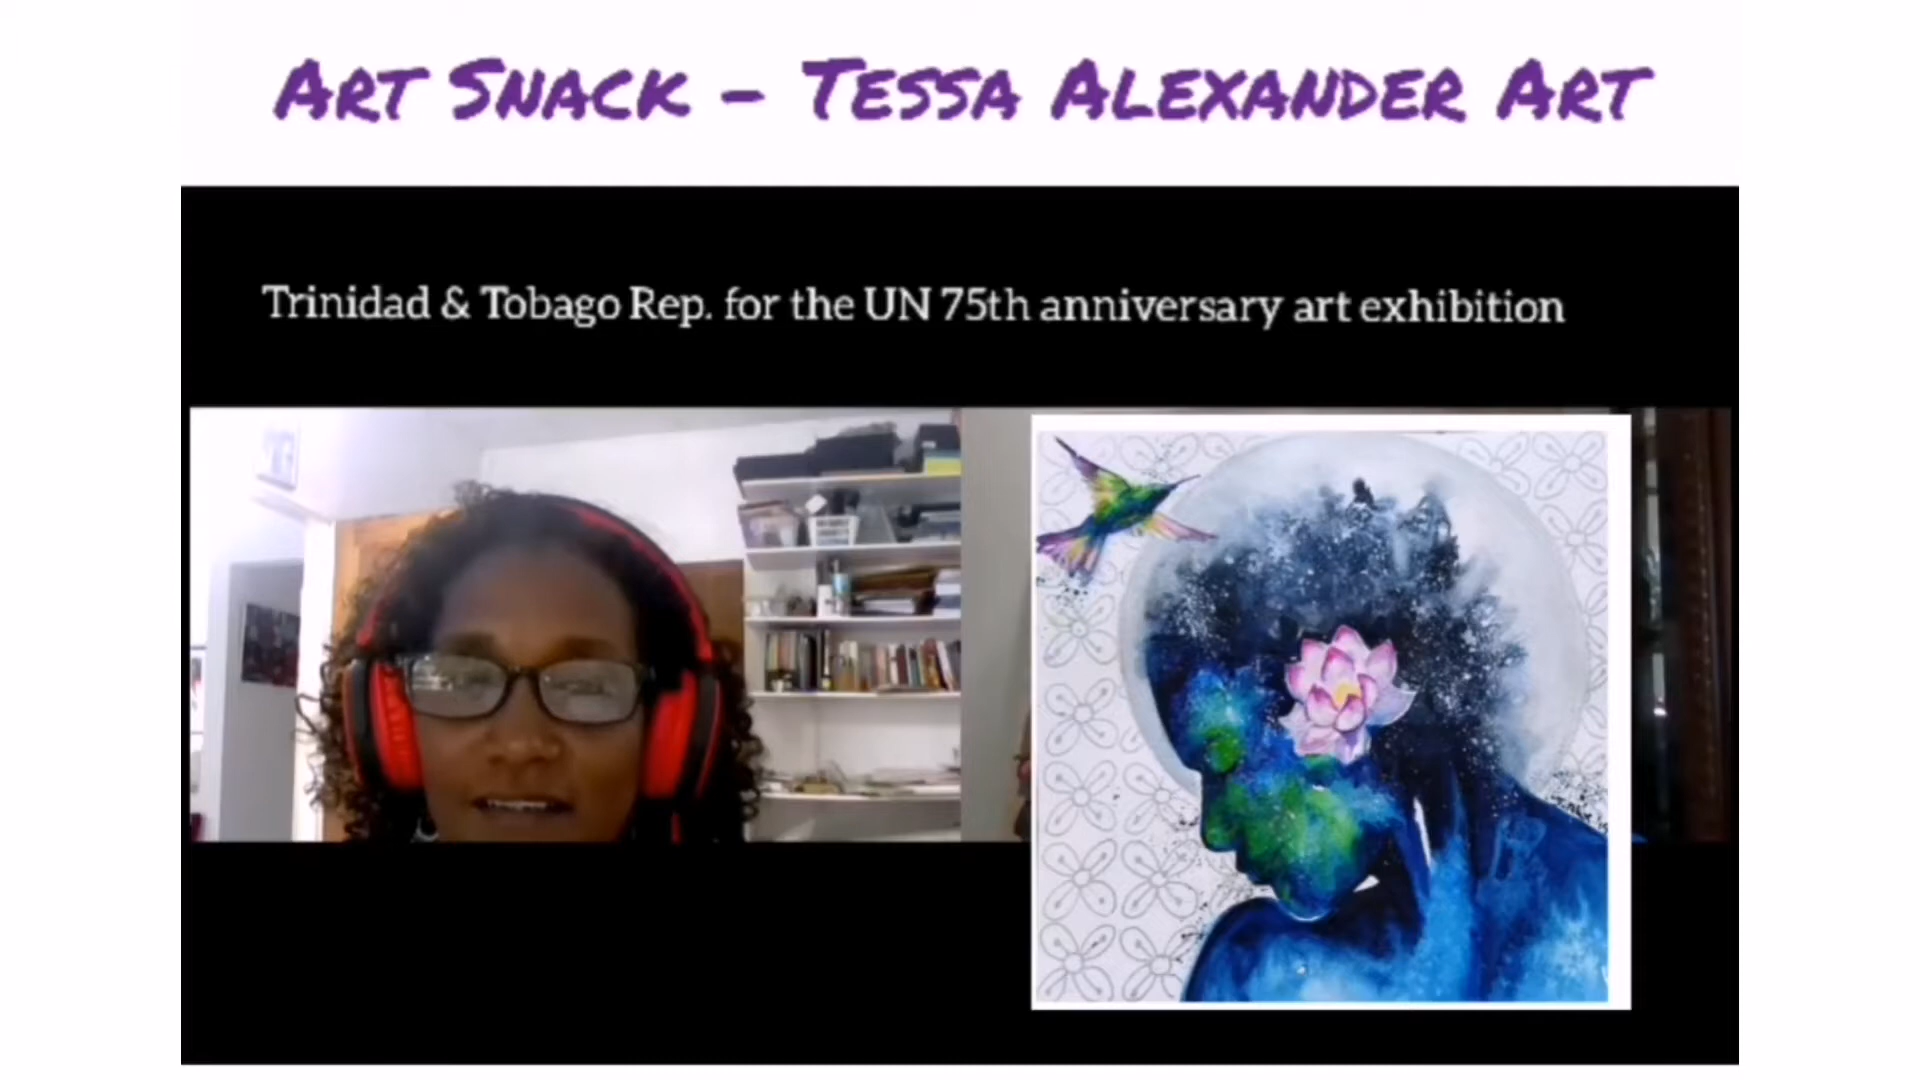 Art Snack - Tessa Alexander Art
Trinidad & Tobago Rep. for the UN 75th anniversary art exhibition